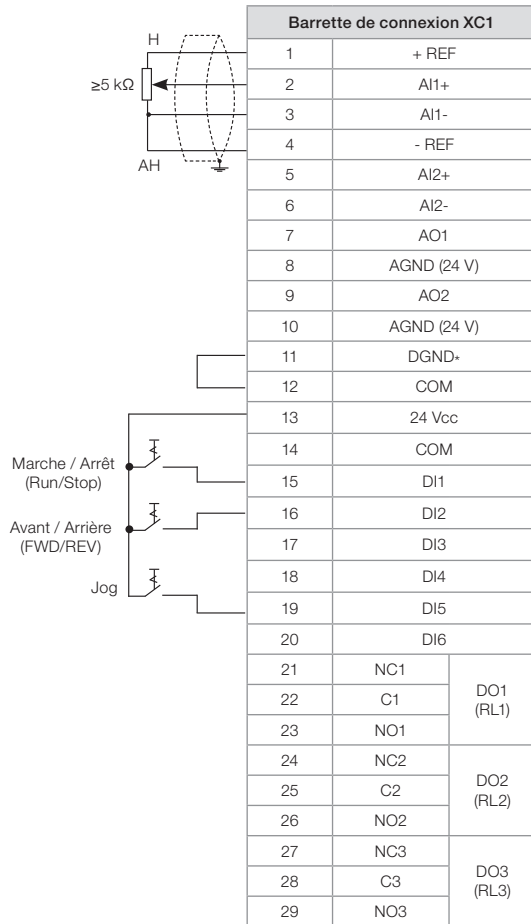 Barrette de connexion XC1
H
≥5 kΩ
AH
1 + REF
2 AI1+
3 AI1-
4 - REF
5 AI2+
6 AI2-
7 AO1
8 AGND (24 V)
9 AO2
10 AGND (24 V)
11 DGND*
12 COM
13 24 Vcc
14 COM
Marche / Arrêt
(Run/Stop)
15 DI1
16 DI2
Avant / Arrière
(FWD/REV)
17 DI3
18 DI4
Jog
19 DI5
20 DI6
21 NC1
22 C1
23 NO1
DO1
(RL1)
24 NC2
25 C2
26 NO2
DO2
(RL2)
27 NC3
28 C3
29 NO3
DO3
(RL3)